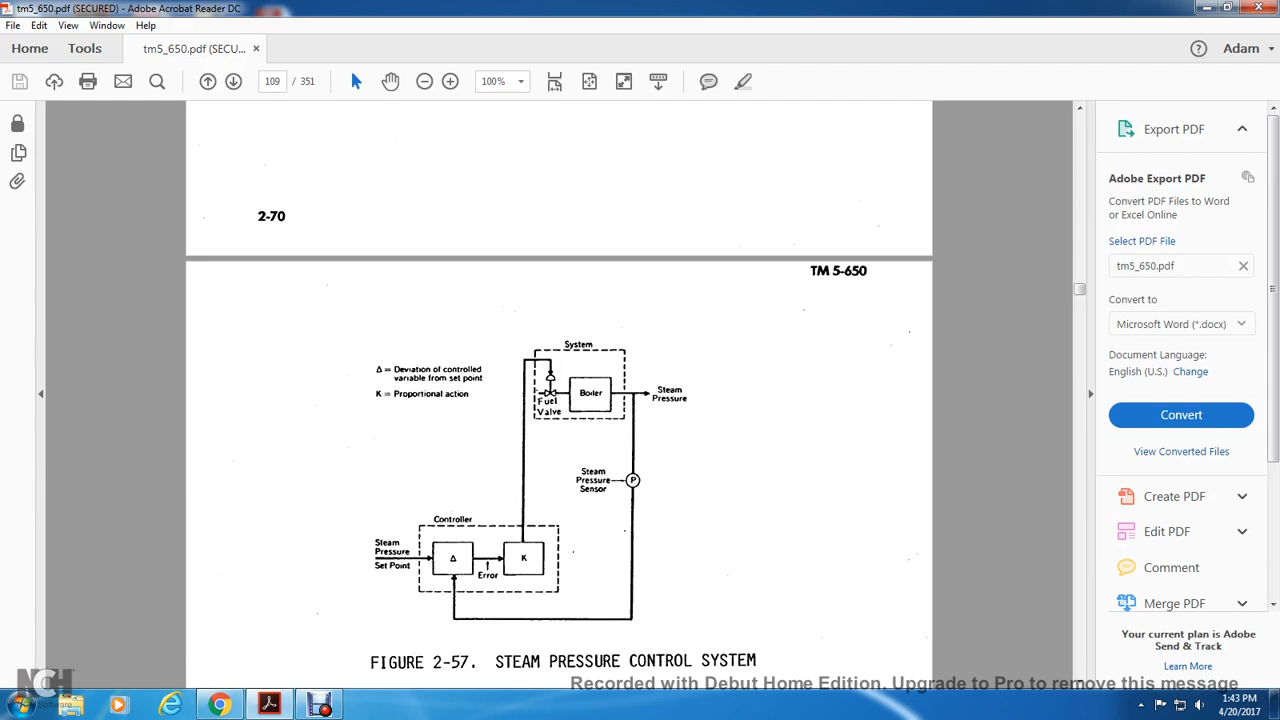 tm5_650.pdf (SECURED) - Adobe Acrobat Reader DC
File Edit View Window Help
Home Tools tm5_650.pdf (SECU... ×
Adam
109 / 351
100%
2-70
TM 5-650
System
Δ = Deviation of controlled
variable from set point
K = Proportional action
Fuel
Valve
Boiler
Steam
Pressure
Steam
Pressure
Sensor
P
Controller
Steam
Pressure
Set Point
Δ
Error
K
FIGURE 2-57. STEAM PRESSURE CONTROL SYSTEM
Export PDF
Adobe Export PDF
Convert PDF Files to Word
or Excel Online
Select PDF File
tm5_650.pdf
Convert to
Microsoft Word (*.docx)
Document Language:
English (U.S.) Change
Convert
View Converted Files
Create PDF
Edit PDF
Comment
Merge PDF
Your current plan is Adobe
Send & Track
Learn More
Recorded with Debut Home Edition. Upgrade to Pro to remove this message
NCH
Software
1:43 PM
4/20/2017